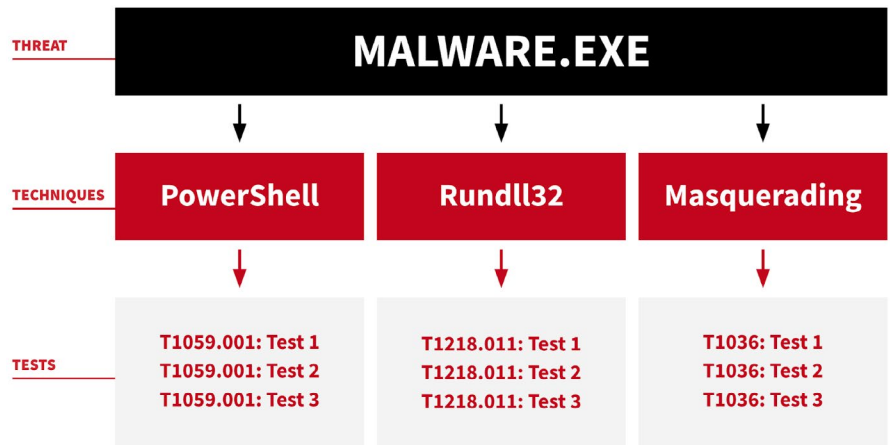 THREAT
MALWARE.EXE
TECHNIQUES
PowerShell
Rundll32
Masquerading
TESTS
T1059.001: Test 1
T1059.001: Test 2
T1059.001: Test 3
T1218.011: Test 1
T1218.011: Test 2
T1218.011: Test 3
T1036: Test 1
T1036: Test 2
T1036: Test 3